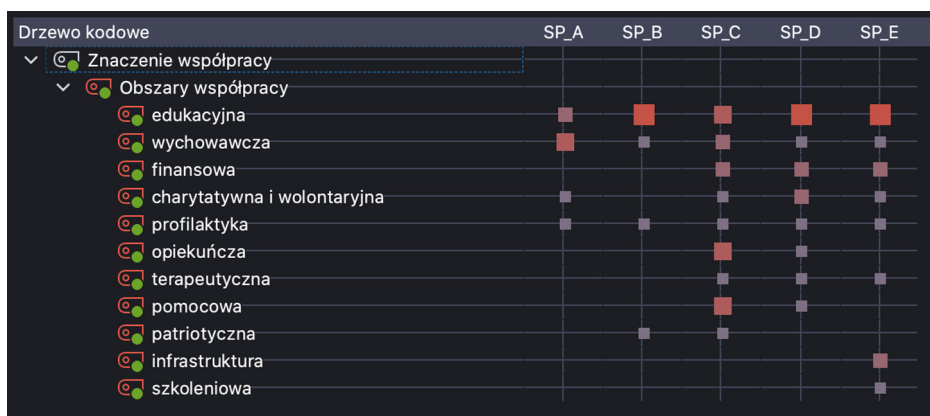 Drzewo kodowe SP_A SP_B SP_C SP_D SP_E
Znaczenie współpracy
Obszary współpracy
edukacyjna
wychowawcza
finansowa
charytatywna i wolontaryjna
profilaktyka
opiekuńcza
terapeutyczna
pomocowa
patriotyczna
infrastruktura
szkoleniowa